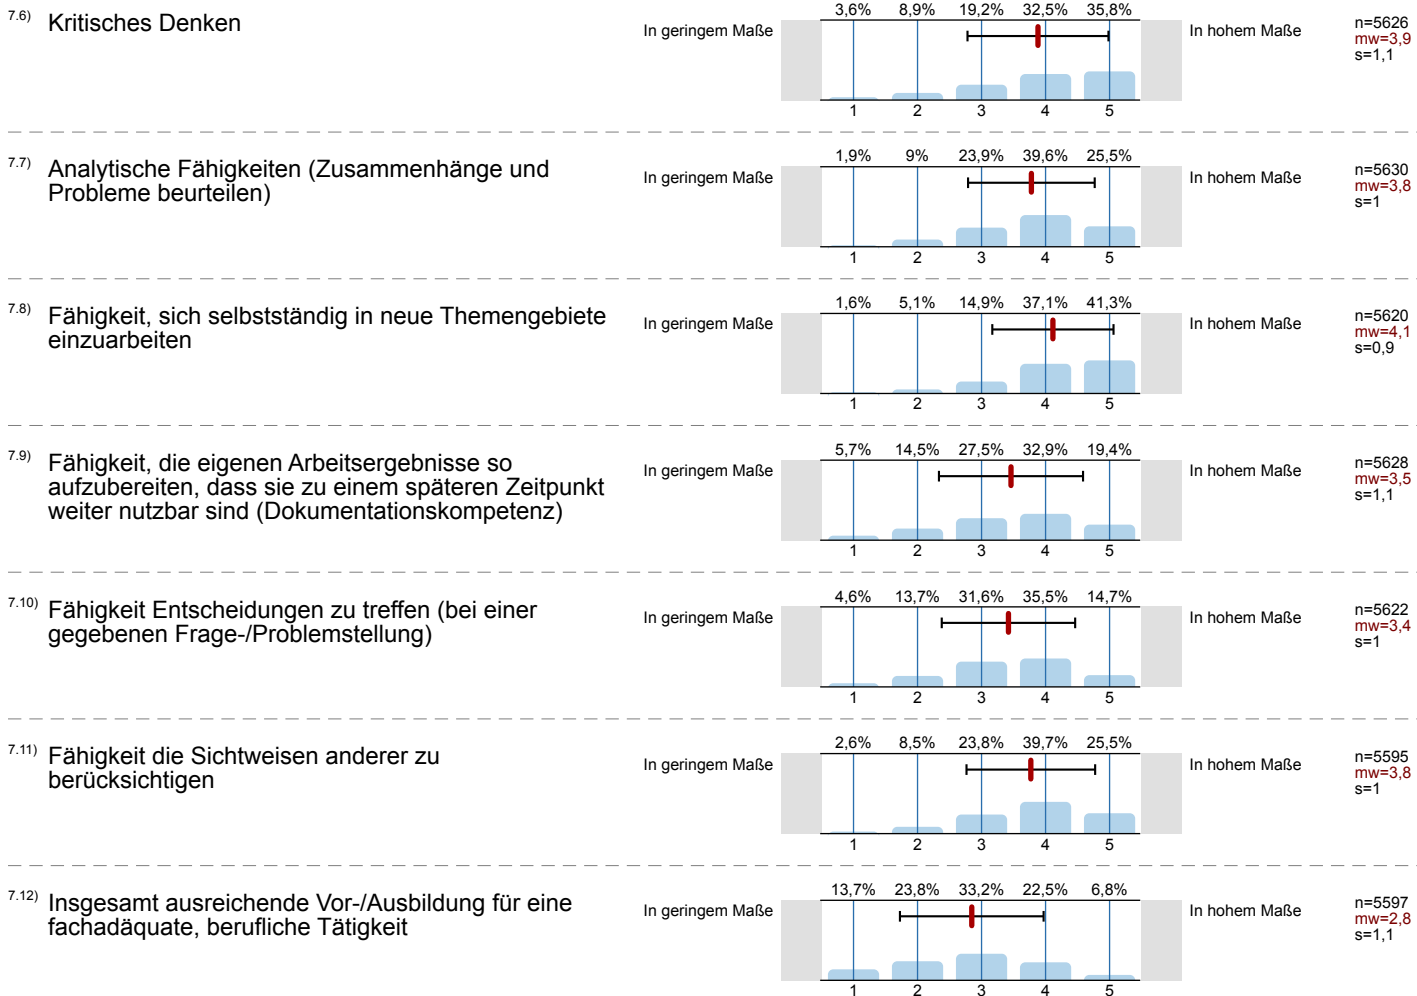 7.6) Kritisches Denken
In geringem Maße
3,6% 8,9% 19,2% 32,5% 35,8%
1 2 3 4 5
In hohem Maße
n=5626
mw=3,9
s=1,1
7.7) Analytische Fähigkeiten (Zusammenhänge und
Probleme beurteilen)
In geringem Maße
1,9% 9% 23,9% 39,6% 25,5%
1 2 3 4 5
In hohem Maße
n=5630
mw=3,8
s=1
7.8) Fähigkeit, sich selbstständig in neue Themengebiete
einzuarbeiten
In geringem Maße
1,6% 5,1% 14,9% 37,1% 41,3%
1 2 3 4 5
In hohem Maße
n=5620
mw=4,1
s=0,9
7.9) Fähigkeit, die eigenen Arbeitsergebnisse so
aufzubereiten, dass sie zu einem späteren Zeitpunkt
weiter nutzbar sind (Dokumentationskompetenz)
In geringem Maße
5,7% 14,5% 27,5% 32,9% 19,4%
1 2 3 4 5
In hohem Maße
n=5628
mw=3,5
s=1,1
7.10) Fähigkeit Entscheidungen zu treffen (bei einer
gegebenen Frage-/Problemstellung)
In geringem Maße
4,6% 13,7% 31,6% 35,5% 14,7%
1 2 3 4 5
In hohem Maße
n=5622
mw=3,4
s=1
7.11) Fähigkeit die Sichtweisen anderer zu
berücksichtigen
In geringem Maße
2,6% 8,5% 23,8% 39,7% 25,5%
1 2 3 4 5
In hohem Maße
n=5595
mw=3,8
s=1
7.12) Insgesamt ausreichende Vor-/Ausbildung für eine
fachadäquate, berufliche Tätigkeit
In geringem Maße
13,7% 23,8% 33,2% 22,5% 6,8%
1 2 3 4 5
In hohem Maße
n=5597
mw=2,8
s=1,1